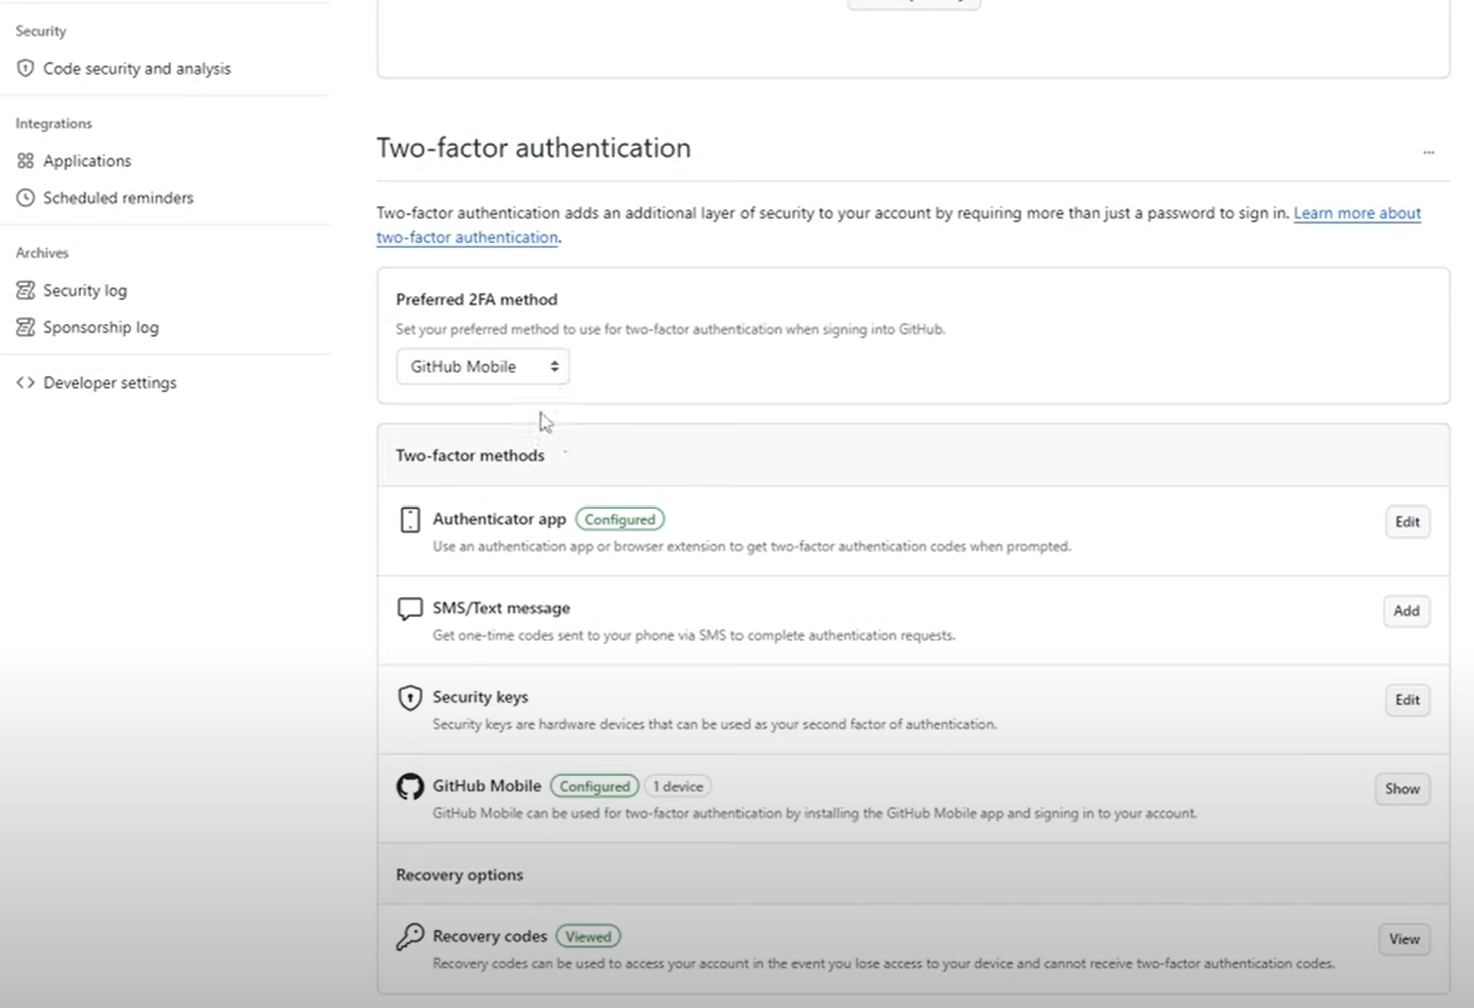 Security
Code security and analysis
Integrations
Applications
Scheduled reminders
Archives
Security log
Sponsorship log
Developer settings
Two-factor authentication
...
Two-factor authentication adds an additional layer of security to your account by requiring more than just a password to sign in. Learn more about
two-factor authentication.
Preferred 2FA method
Set your preferred method to use for two-factor authentication when signing into GitHub.
GitHub Mobile
Two-factor methods
Authenticator app Configured
Edit
Use an authentication app or browser extension to get two-factor authentication codes when prompted.
SMS/Text message
Add
Get one-time codes sent to your phone via SMS to complete authentication requests.
Security keys
Edit
Security keys are hardware devices that can be used as your second factor of authentication.
GitHub Mobile Configured 1 device
Show
GitHub Mobile can be used for two-factor authentication by installing the GitHub Mobile app and signing in to your account.
Recovery options
Recovery codes Viewed
View
Recovery codes can be used to access your account in the event you lose access to your device and cannot receive two-factor authentication codes.